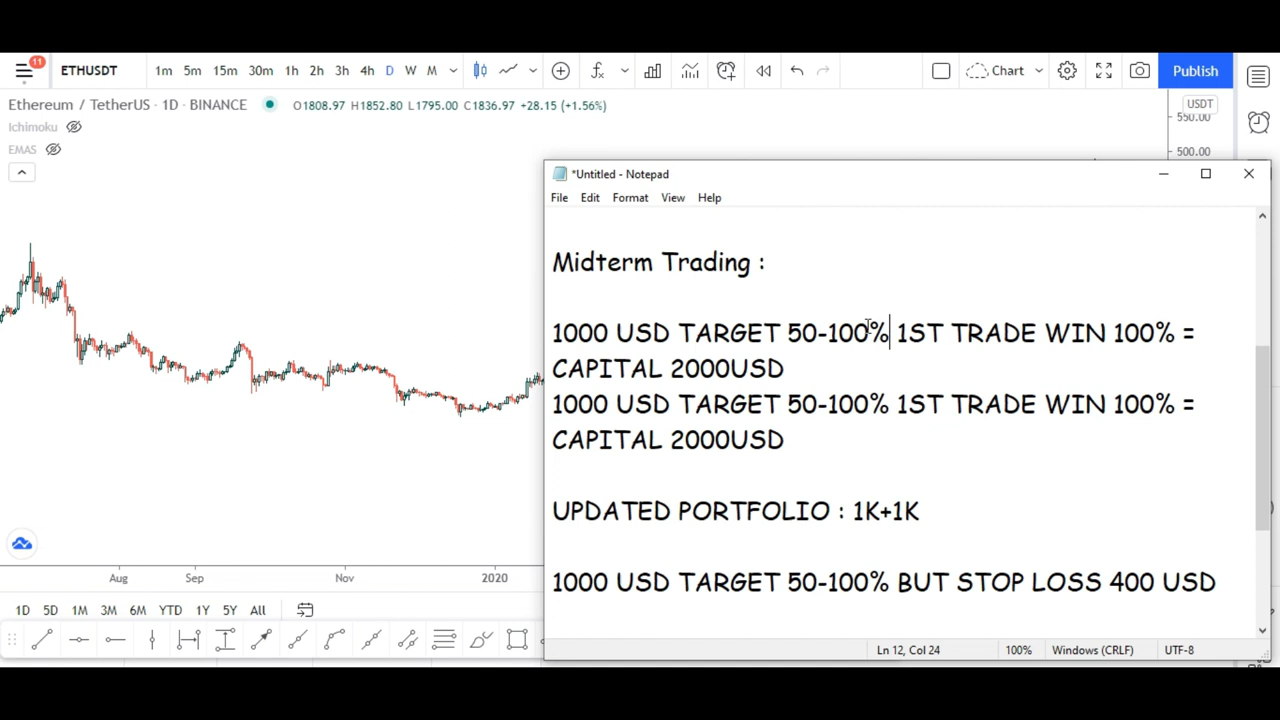 11
ETHUSDT
1m 5m 15m 30m 1h 2h 3h 4h D W M
Chart
Publish
Ethereum / TetherUS · 1D · BINANCE
O1808.97 H1852.80 L1795.00 C1836.97 +28.15 (+1.56%)
USDT
550.00
500.00
Ichimoku
EMAS
*Untitled - Notepad
File Edit Format View Help
Midterm Trading :
1000 USD TARGET 50-100% 1ST TRADE WIN 100% =
CAPITAL 2000USD
1000 USD TARGET 50-100% 1ST TRADE WIN 100% =
CAPITAL 2000USD
UPDATED PORTFOLIO : 1K+1K
1000 USD TARGET 50-100% BUT STOP LOSS 400 USD
Aug Sep Nov 2020
1D 5D 1M 3M 6M YTD 1Y 5Y All
Ln 12, Col 24 100% Windows (CRLF) UTF-8